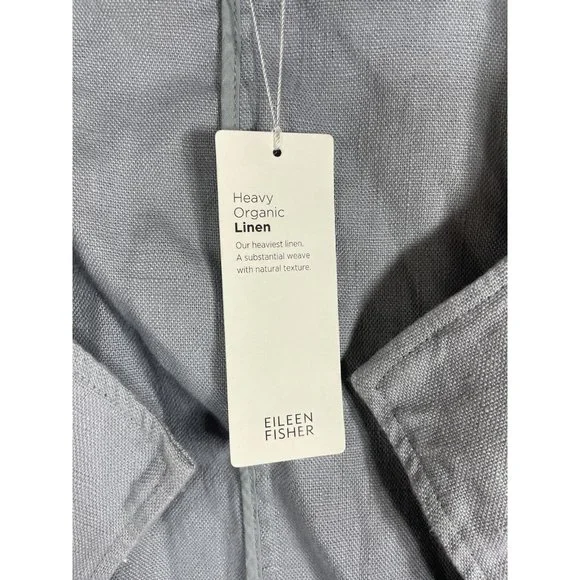 Heavy
Organic
Linen
Our heaviest linen.
A substantial weave
with natural texture.
EILEEN
FISHER